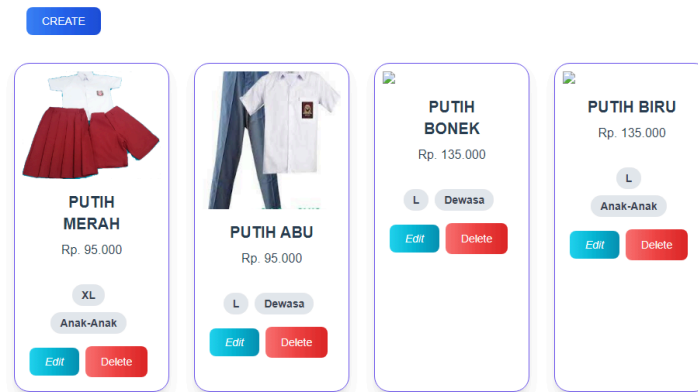 CREATE
PUTIH
MERAH
Rp. 95.000
XL
Anak-Anak
Edit
Delete
PUTIH ABU
Rp. 95.000
L
Dewasa
Edit
Delete
PUTIH
BONEK
Rp. 135.000
L
Dewasa
Edit
Delete
PUTIH BIRU
Rp. 135.000
L
Anak-Anak
Edit
Delete